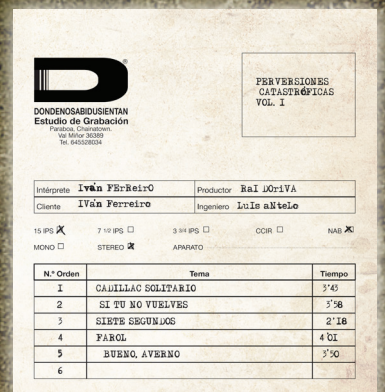 ®
DONDENOSABIDUSIENTAN
Estudio de Grabación
Paraboa, Chainatown.
Val Miñor 36389
Tel. 645528034
PERVERSIONES
CATASTRÓFICAS
VOL. I
Intérprete Iván FErReirO Productor RaI DOriVA
Cliente IVán Ferreiro Ingeniero LuIs aNteLo
15 IPS X 7 1/2 IPS 3 3/4 IPS CCIR NAB X
MONO STEREO X APARATO
N.º Orden Tema Tiempo
I CADILLAC SOLITARIO 3'43
2 SI TU NO VUELVES 3'58
3 SIETE SEGUNDOS 2'I8
4 FAROL 4'0I
5 BUENO, AVERNO 3'50
6